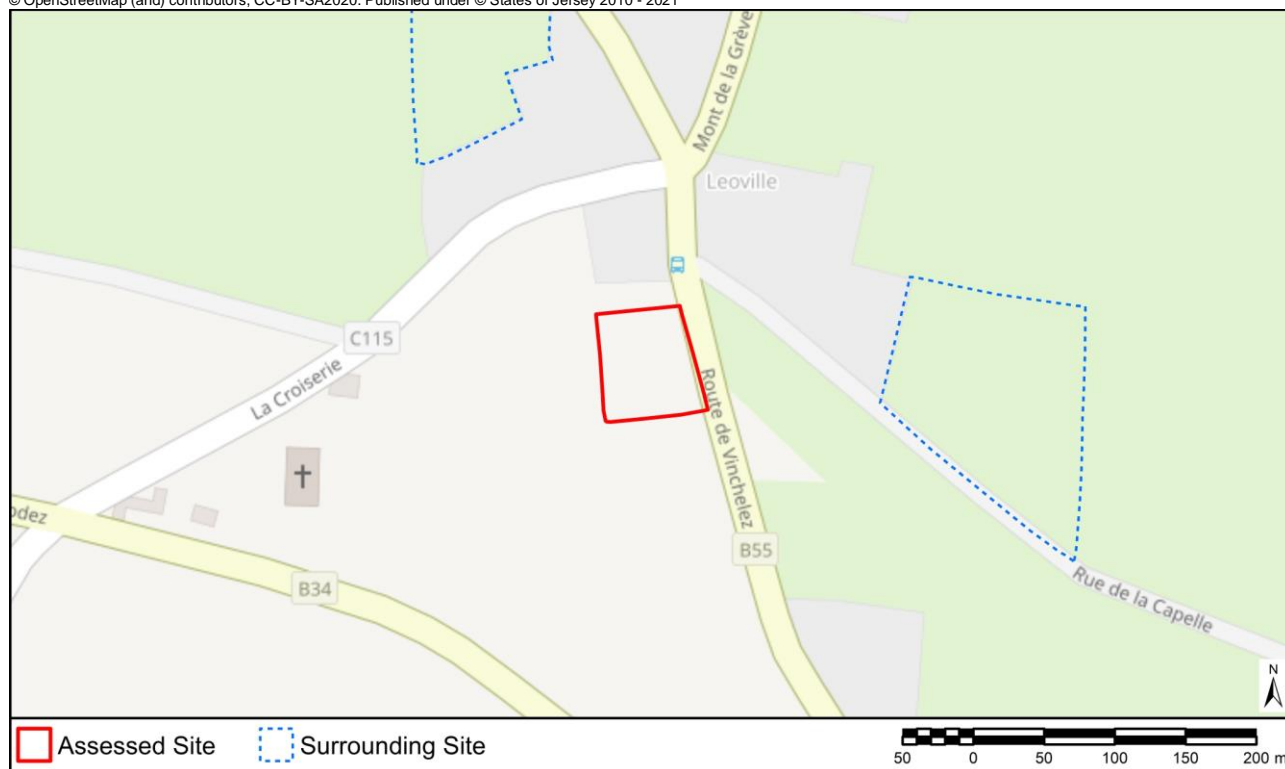 © OpenStreetMap (and) contributors, CC-BY-SA2020. Published under © States of Jersey 2010 - 2021
Mont de la Grève
Leoville
C115
La Croiserie
Route de Vinchelez
odez
B55
B34
Rue de la Capelle
N
Assessed Site
Surrounding Site
50 0 50 100 150 200 m